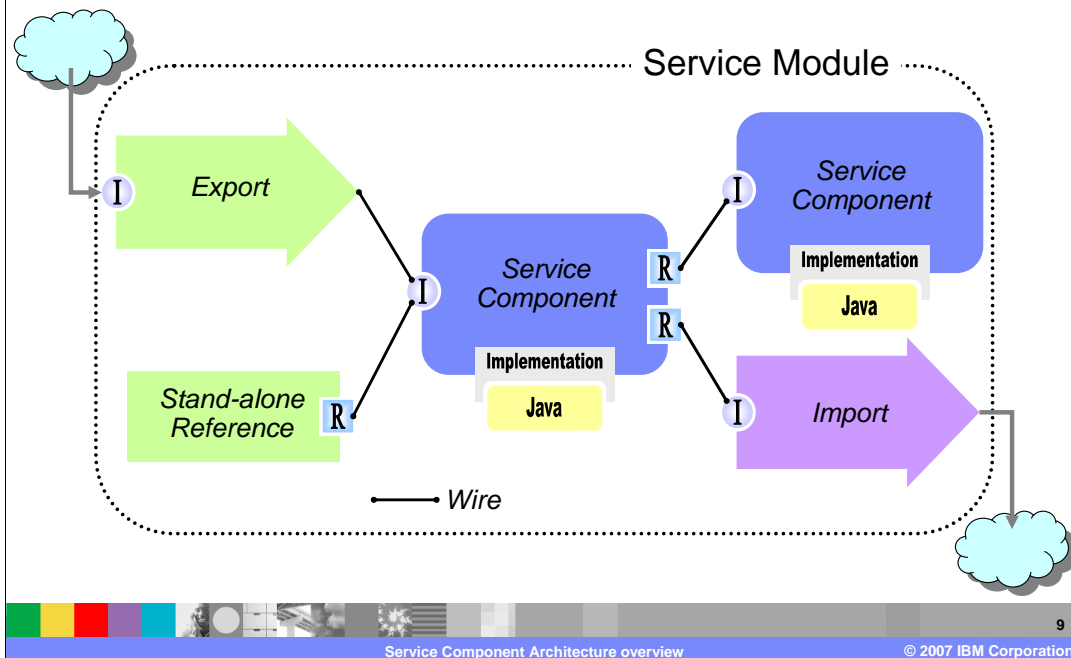 Service Module
I
Export
Stand-alone
Reference
R
I
Service
Component
R
R
Implementation
Java
I
Service
Component
Implementation
Java
I
Import
Wire
9
Service Component Architecture overview
© 2007 IBM Corporation